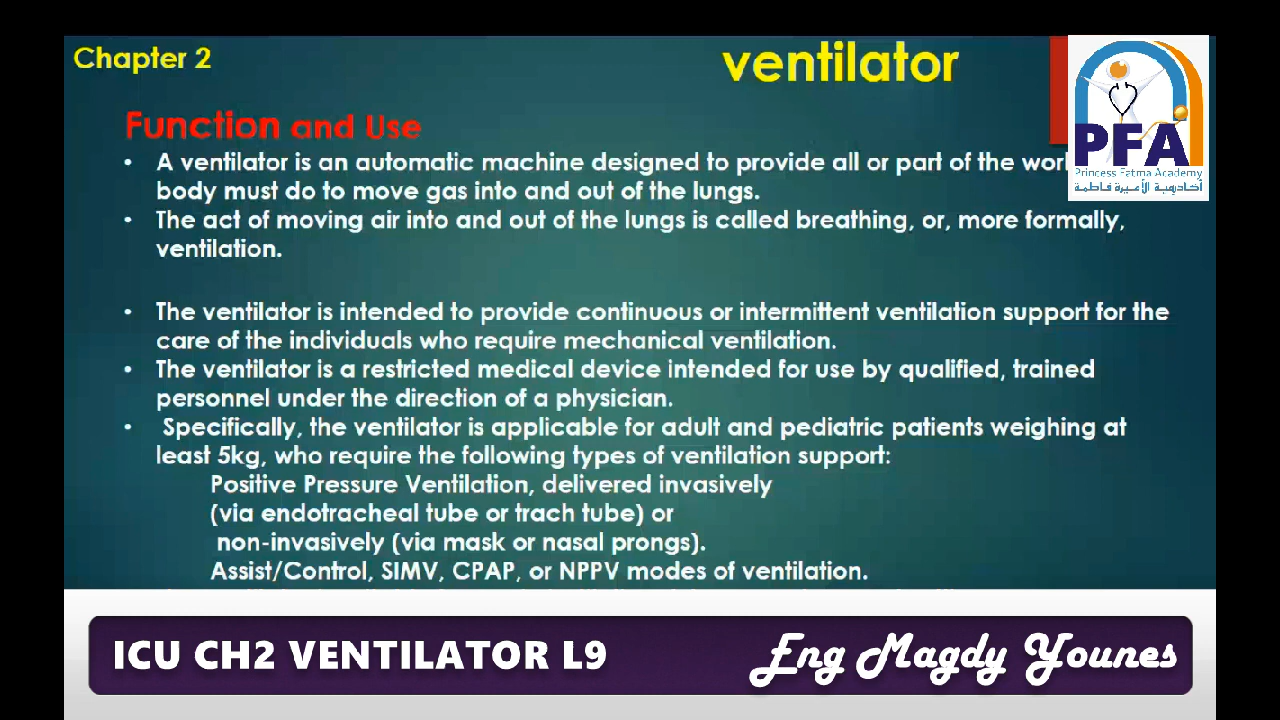 Chapter 2
ventilator
Function and Use
• A ventilator is an automatic machine designed to provide all or part of the
body must do to move gas into and out of the lungs.
• The act of moving air into and out of the lungs is called breathing, or, more formally,
ventilation.
• The ventilator is intended to provide continuous or intermittent ventilation support for the
care of the individuals who require mechanical ventilation.
• The ventilator is a restricted medical device intended for use by qualified, trained
personnel under the direction of a physician.
• Specifically, the ventilator is applicable for adult and pediatric patients weighing at
least 5kg, who require the following types of ventilation support:
Positive Pressure Ventilation, delivered invasively
(via endotracheal tube or trach tube) or
non-invasively (via mask or nasal prongs).
Assist/Control, SIMV, CPAP, or NPPV modes of ventilation.
PFA
Princess Fatma Academy
أكاديمية الأميرة فاطمة
ICU CH2 VENTILATOR L9
Eng Magdy Younes